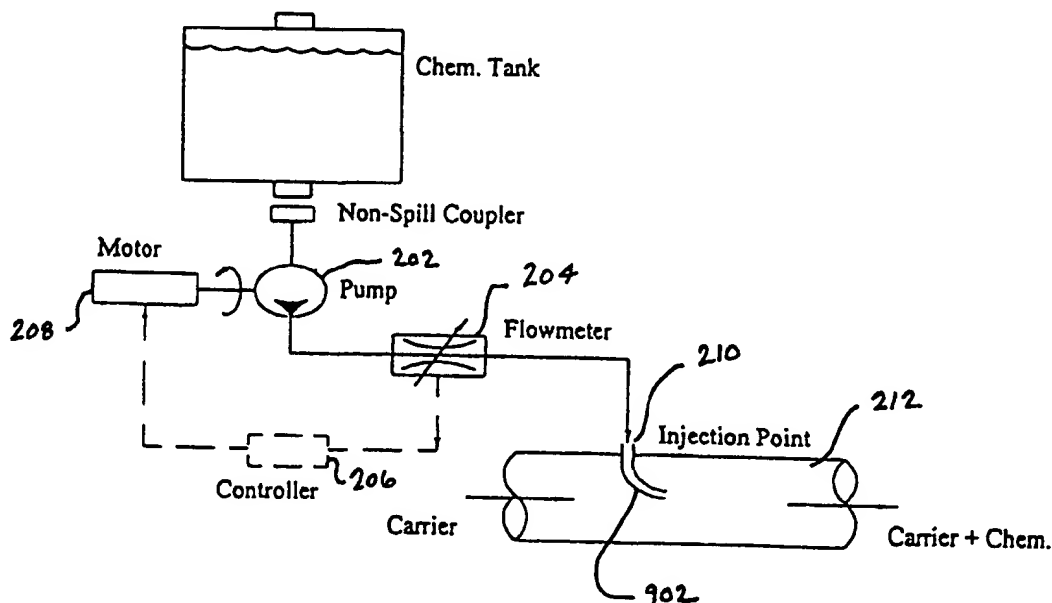 Chem. Tank
Non-Spill Coupler
Motor
202
Pump
204
208
Flowmeter
210
212
Injection Point
206
Controller
Carrier
Carrier + Chem.
902